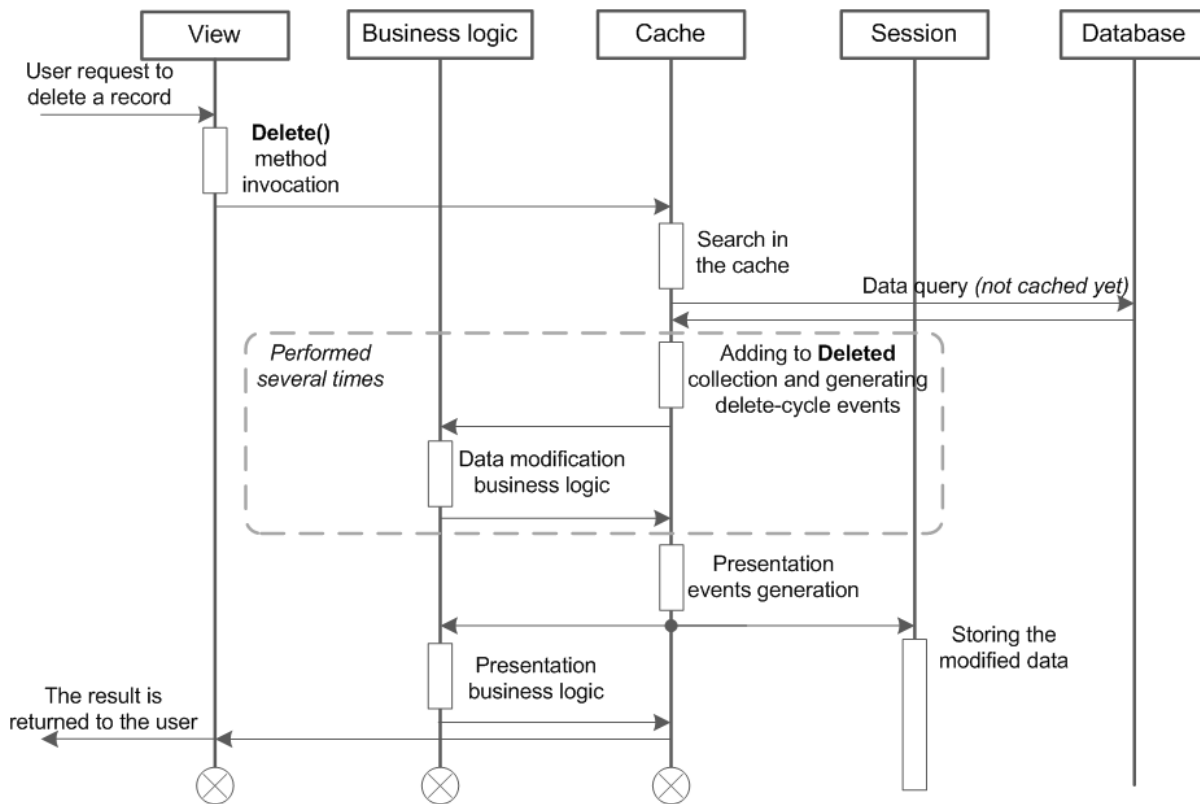 View
Business logic
Cache
Session
Database
User request to
delete a record
Delete()
method
invocation
Search in
the cache
Data query (not cached yet)
Performed
several times
Adding to Deleted
collection and generating
delete-cycle events
Data modification
business logic
Presentation
events generation
Storing the
modified data
Presentation
business logic
The result is
returned to the user